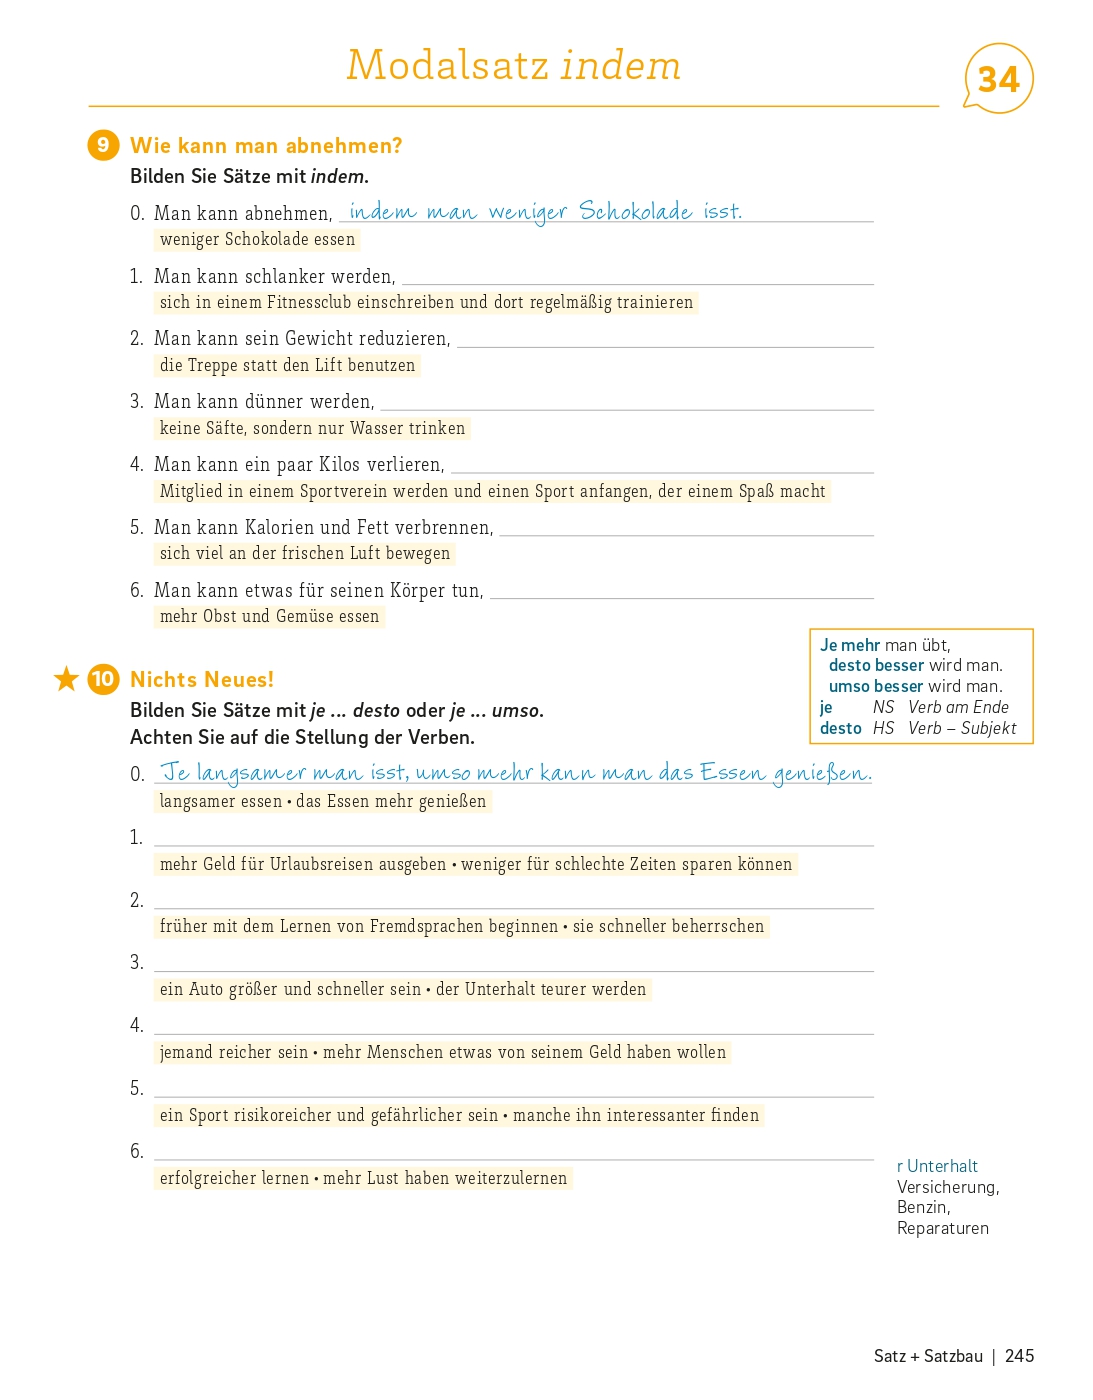 Modalsatz indem
34
9 Wie kann man abnehmen?
Bilden Sie Sätze mit indem.
0. Man kann abnehmen, indem man weniger Schokolade isst.
weniger Schokolade essen
1. Man kann schlanker werden,
sich in einem Fitnessclub einschreiben und dort regelmäßig trainieren
2. Man kann sein Gewicht reduzieren,
die Treppe statt den Lift benutzen
3. Man kann dünner werden,
keine Säfte, sondern nur Wasser trinken
4. Man kann ein paar Kilos verlieren,
Mitglied in einem Sportverein werden und einen Sport anfangen, der einem Spaß macht
5. Man kann Kalorien und Fett verbrennen,
sich viel an der frischen Luft bewegen
6. Man kann etwas für seinen Körper tun,
mehr Obst und Gemüse essen
Je mehr man übt,
desto besser wird man.
umso besser wird man.
je NS Verb am Ende
desto HS Verb – Subjekt
10 Nichts Neues!
Bilden Sie Sätze mit je ... desto oder je ... umso.
Achten Sie auf die Stellung der Verben.
0. Je langsamer man isst, umso mehr kann man das Essen genießen.
langsamer essen • das Essen mehr genießen
1.
mehr Geld für Urlaubsreisen ausgeben • weniger für schlechte Zeiten sparen können
2.
früher mit dem Lernen von Fremdsprachen beginnen • sie schneller beherrschen
3.
ein Auto größer und schneller sein • der Unterhalt teurer werden
4.
jemand reicher sein • mehr Menschen etwas von seinem Geld haben wollen
5.
ein Sport risikoreicher und gefährlicher sein • manche ihn interessanter finden
6.
erfolgreicher lernen • mehr Lust haben weiterzulernen
r Unterhalt
Versicherung,
Benzin,
Reparaturen
Satz + Satzbau | 245